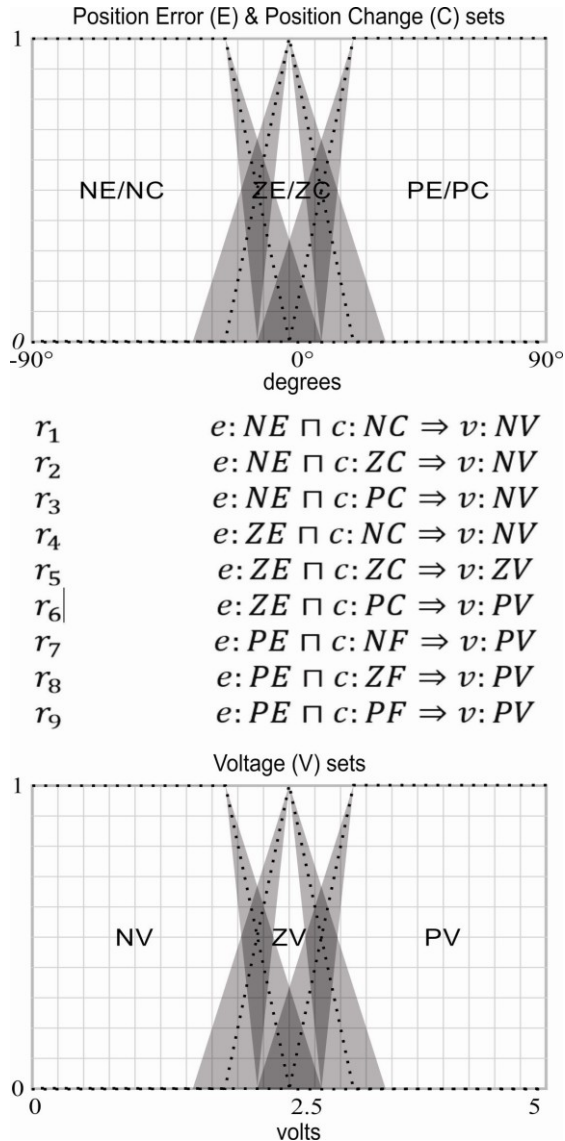 Position Error (E) & Position Change (C) sets
1
NE/NC ZE/ZC PE/PC
0
-90° 0° 90°
degrees
r₁ e: NE ⊓ c: NC ⇒ v: NV
r₂ e: NE ⊓ c: ZC ⇒ v: NV
r₃ e: NE ⊓ c: PC ⇒ v: NV
r₄ e: ZE ⊓ c: NC ⇒ v: NV
r₅ e: ZE ⊓ c: ZC ⇒ v: ZV
r₆ e: ZE ⊓ c: PC ⇒ v: PV
r₇ e: PE ⊓ c: NF ⇒ v: PV
r₈ e: PE ⊓ c: ZF ⇒ v: PV
r₉ e: PE ⊓ c: PF ⇒ v: PV
Voltage (V) sets
1
NV ZV PV
0
0 2.5 5
volts